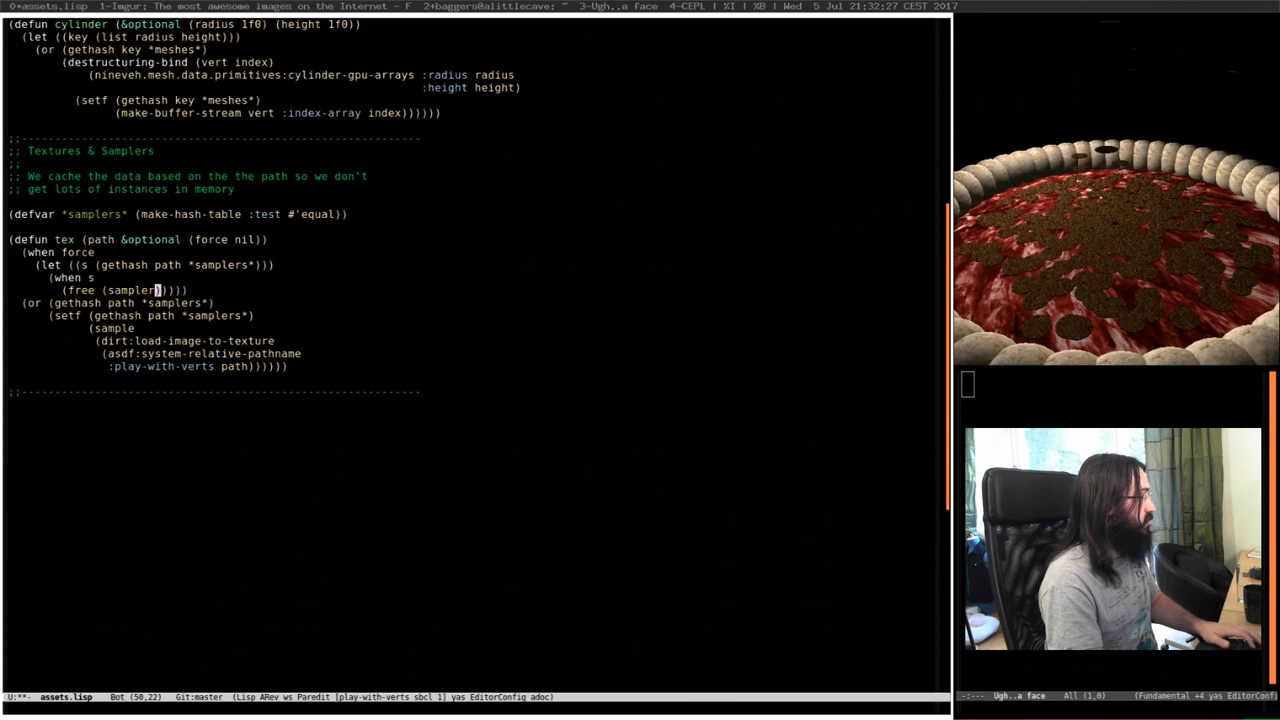 0*assets.lisp 1-Imgur: The most awesome images on the Internet - F 2+baggers@alittlecave: ~ 3-Ugh..a face 4-CEPL | %I | %B | Wed 5 Jul 21:32:27 CEST 2017
(defun cylinder (&optional (radius 1f0) (height 1f0))
(let ((key (list radius height)))
(or (gethash key *meshes*)
(destructuring-bind (vert index)
(nineveh.mesh.data.primitives:cylinder-gpu-arrays :radius radius
:height height)
(setf (gethash key *meshes*)
(make-buffer-stream vert :index-array index))))))
;;------------------------------------------------------------
;; Textures & Samplers
;;
;; We cache the data based on the the path so we don't
;; get lots of instances in memory
(defvar *samplers* (make-hash-table :test #'equal))
(defun tex (path &optional (force nil))
(when force
(let ((s (gethash path *samplers*)))
(when s
(free (sampler)))))
(or (gethash path *samplers*)
(setf (gethash path *samplers*)
(sample
(dirt:load-image-to-texture
(asdf:system-relative-pathname
:play-with-verts path))))))
;;------------------------------------------------------------
U:**- assets.lisp Bot (50,22) Git:master (Lisp ARev ws Paredit [play-with-verts sbcl 1] yas EditorConfig adoc)
-:--- Ugh..a face All (1,0) (Fundamental +4 yas EditorConfi